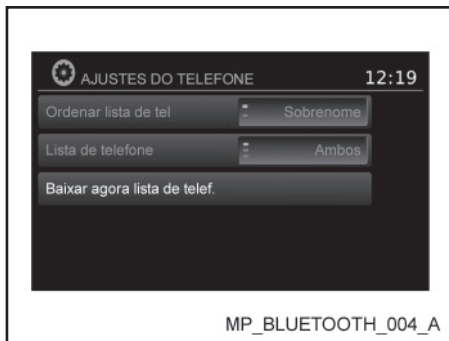 AJUSTES DO TELEFONE 12:19
Ordenar lista de tel Sobrenome
Lista de telefone Ambos
Baixar agora lista de telef.
MP_BLUETOOTH_004_A